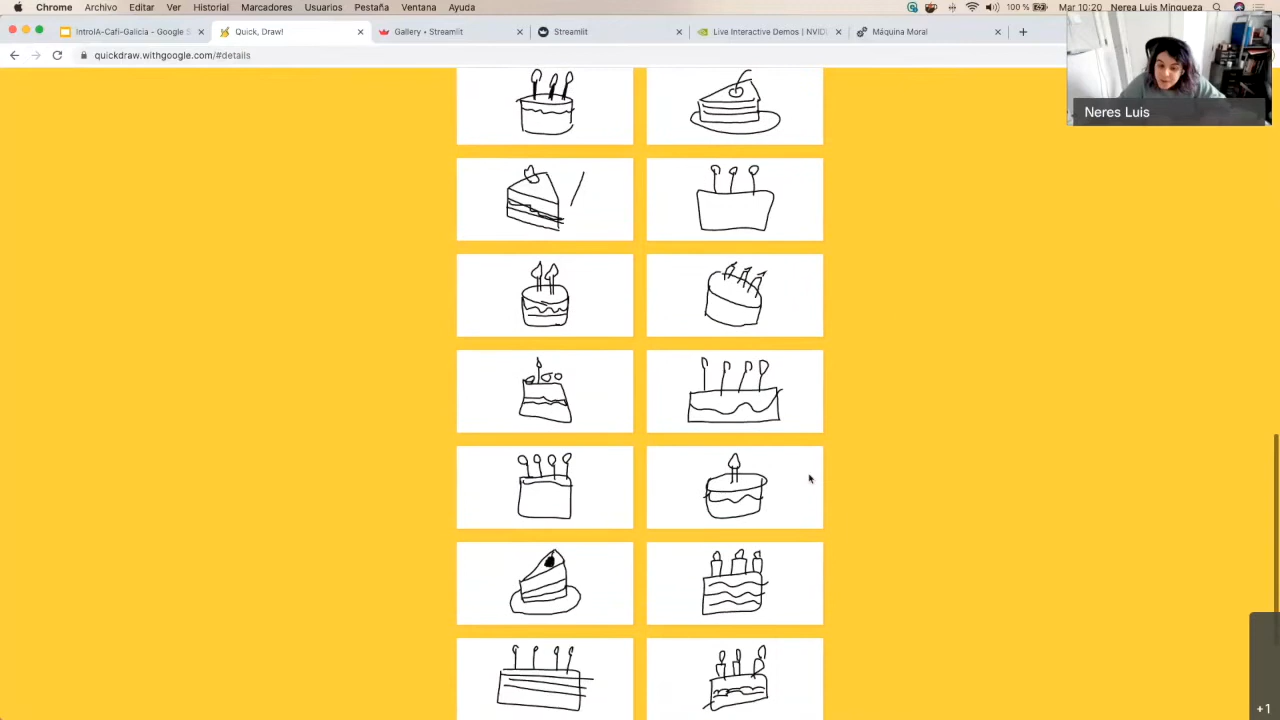 Chrome Archivo Editar Ver Historial Marcadores Usuarios Pestaña Ventana Ayuda
100 % Mar 10:20 Nerea Luis Mingueza
IntroIA-Cafi-Galicia - Google S
Quick, Draw!
Gallery • Streamlit
Streamlit
Live Interactive Demos | NVIDI
Máquina Moral
quickdraw.withgoogle.com/#details
Neres Luis
+1